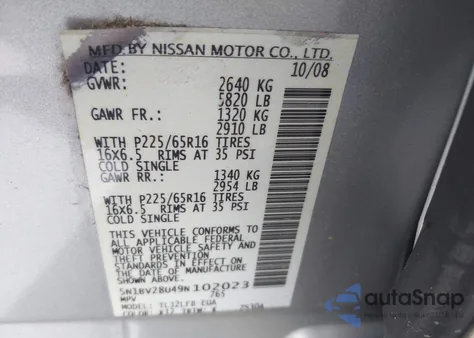 MFD BY NISSAN MOTOR CO., LTD.
DATE: 10/08
GVWR: 2640 KG
5820 LB
GAWR FR.: 1320 KG
2910 LB
WITH P225/65R16 TIRES
16X6.5 RIMS AT 35 PSI
COLD SINGLE
GAWR RR.: 1340 KG
2954 LB
WITH P225/65R16 TIRES
16X6.5 RIMS AT 35 PSI
COLD SINGLE
THIS VEHICLE CONFORMS TO
ALL APPLICABLE FEDERAL
MOTOR VEHICLE SAFETY AND
THEFT PREVENTION STANDARDS
IN EFFECT ON THE DATE OF
MANUFACTURE SHOWN ABOVE.
5N1BV28U49N102023
MPV
autoSnap